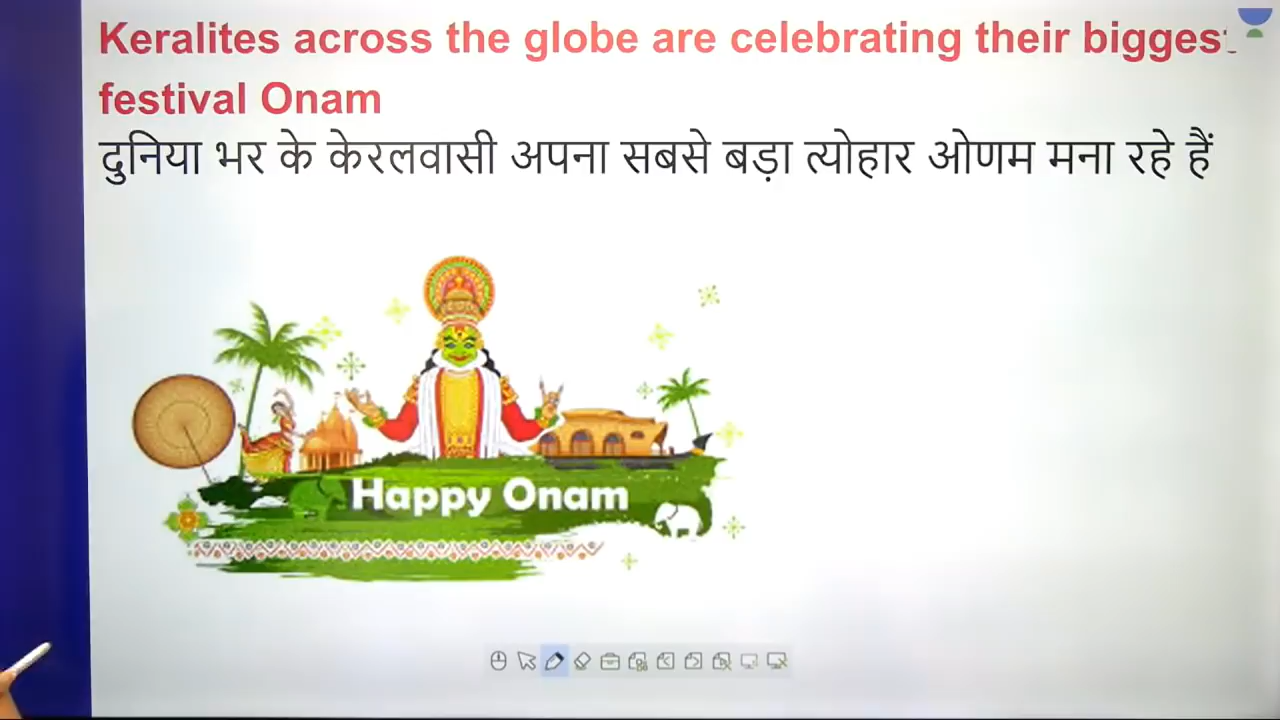 Keralites across the globe are celebrating their biggest
festival Onam
दुनिया भर के केरलवासी अपना सबसे बड़ा त्योहार ओणम मना रहे हैं
Happy Onam